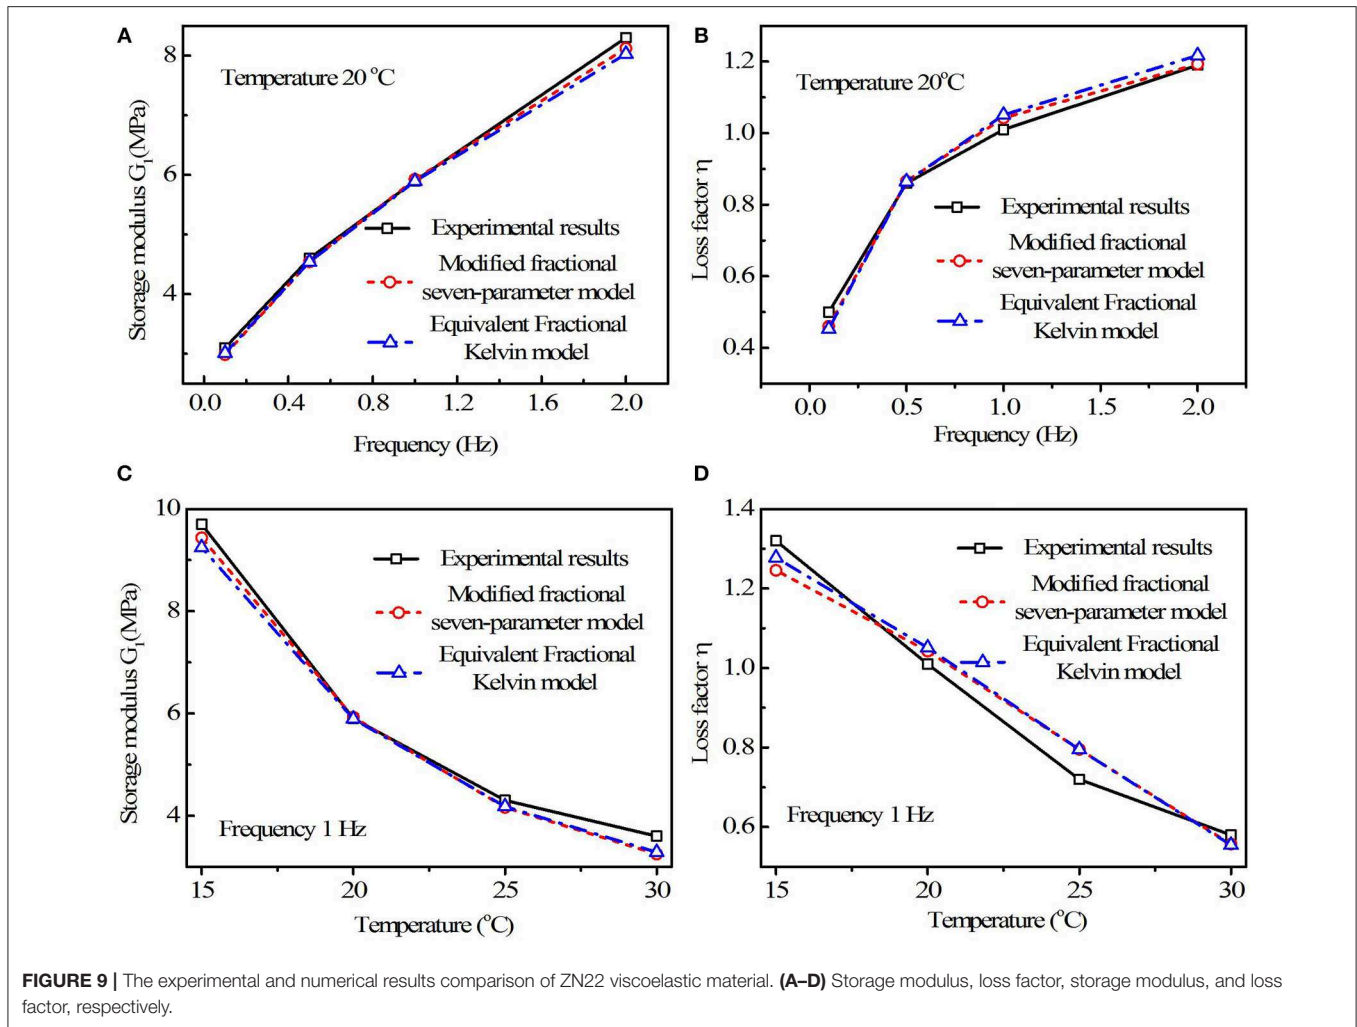 A
8
6
4
Storage modulus G₁(MPa)
Temperature 20 °C
Experimental results
Modified fractional
seven-parameter model
Equivalent Fractional
Kelvin model
0.0 0.4 0.8 1.2 1.6 2.0
Frequency (Hz)
B
1.2
1.0
0.8
0.6
0.4
Loss factor η
Temperature 20°C
Experimental results
Modified fractional
seven-parameter model
Equivalent Fractional
Kelvin model
0.0 0.5 1.0 1.5 2.0
Frequency (Hz)
C
10
8
6
4
Storage modulus G₁(MPa)
Experimental results
Modified fractional
seven-parameter model
Equivalent Fractional
Kelvin model
Frequency 1 Hz
15 20 25 30
Temperature (°C)
D
1.4
1.2
1.0
0.8
0.6
Loss factor η
Experimental results
Modified fractional
seven-parameter model
Equivalent Fractional
Kelvin model
Frequency 1 Hz
15 20 25 30
Temperature (°C)
FIGURE 9 | The experimental and numerical results comparison of ZN22 viscoelastic material. (A–D) Storage modulus, loss factor, storage modulus, and loss
factor, respectively.